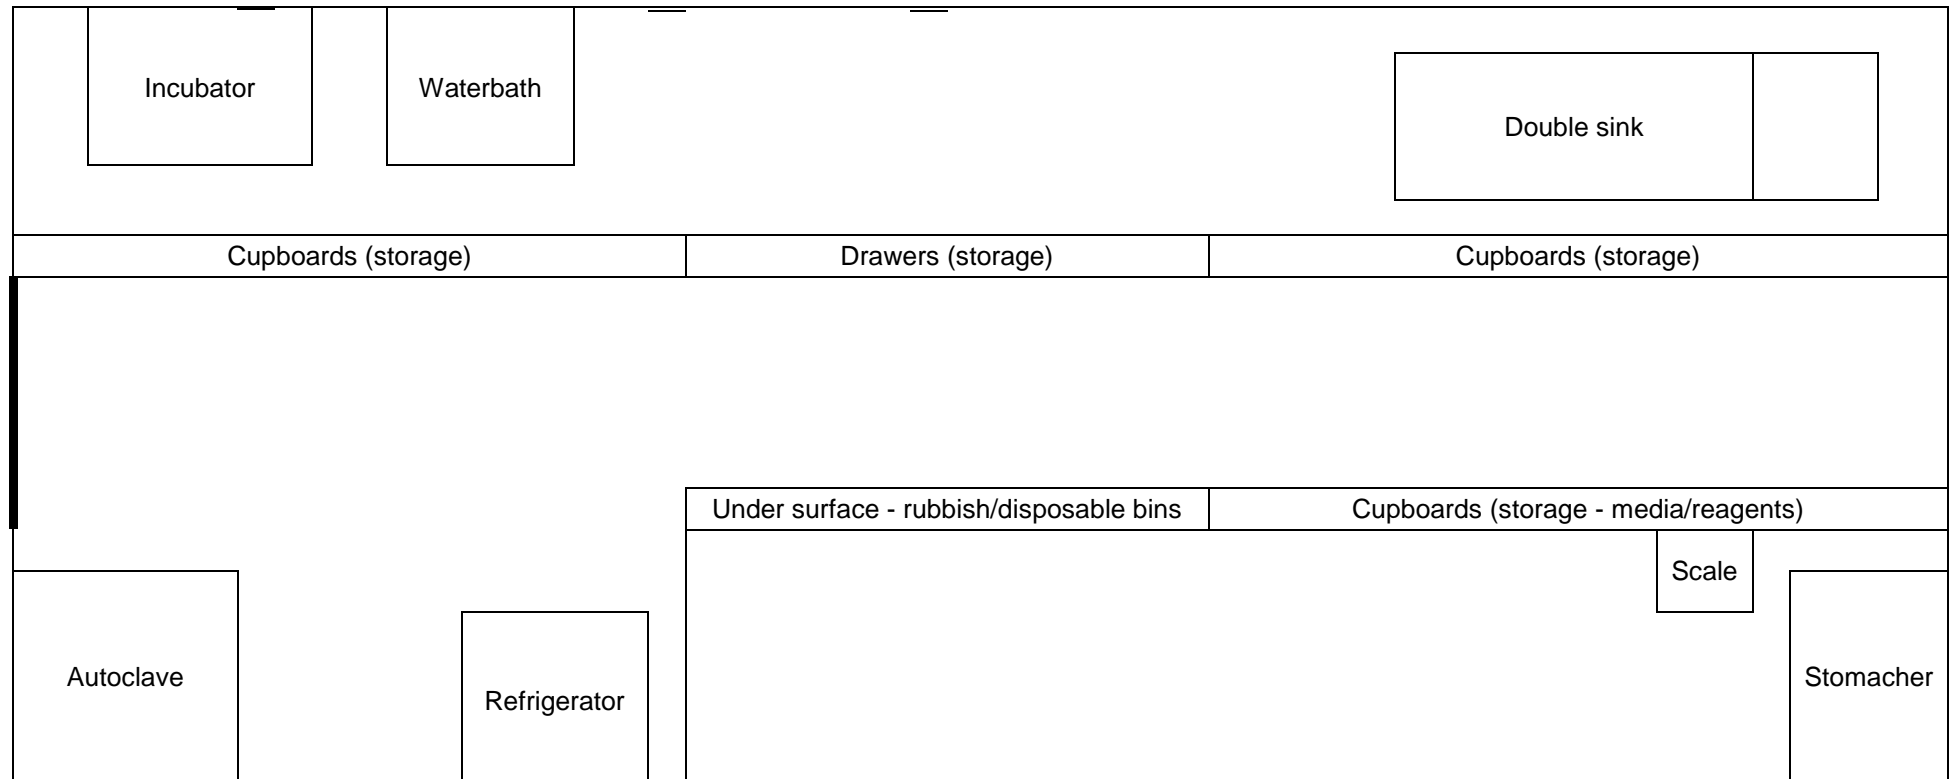 Incubator
Waterbath
Double sink
Cupboards (storage)
Drawers (storage)
Cupboards (storage)
Under surface - rubbish/disposable bins
Cupboards (storage - media/reagents)
Scale
Autoclave
Refrigerator
Stomacher